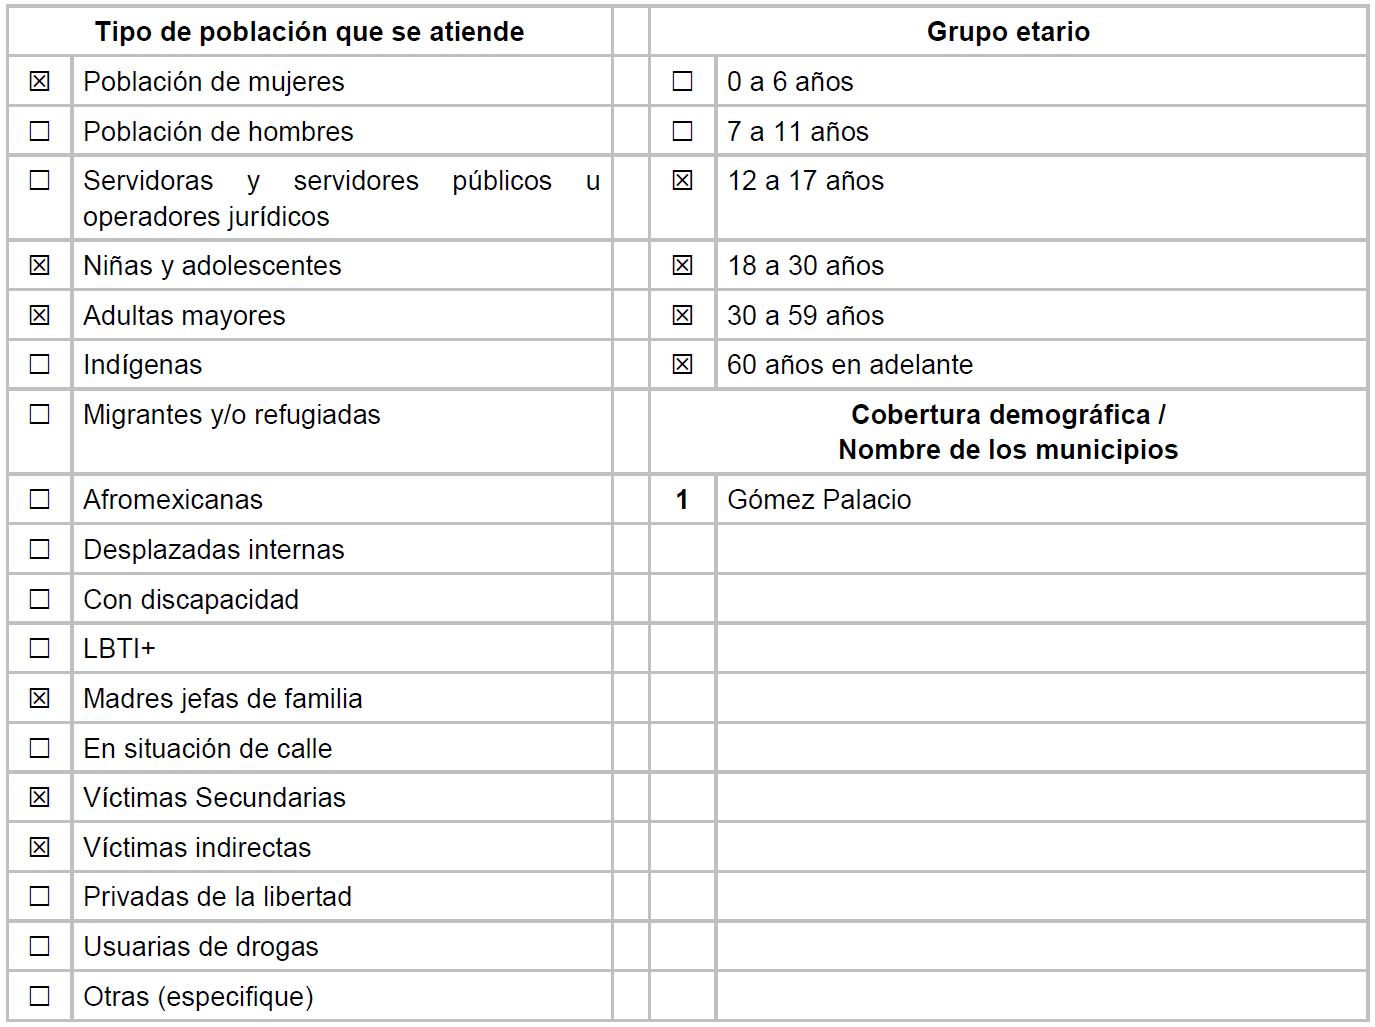 Tipo de población que se atiende Grupo etario
☒ Población de mujeres ☐ 0 a 6 años
☐ Población de hombres ☐ 7 a 11 años
☐ Servidoras y servidores públicos u ☒ 12 a 17 años
operadores jurídicos
☒ Niñas y adolescentes ☒ 18 a 30 años
☒ Adultas mayores ☒ 30 a 59 años
☐ Indígenas ☒ 60 años en adelante
☐ Migrantes y/o refugiadas Cobertura demográfica /
Nombre de los municipios
☐ Afromexicanas 1 Gómez Palacio
☐ Desplazadas internas
☐ Con discapacidad
☐ LBTI+
☒ Madres jefas de familia
☐ En situación de calle
☒ Víctimas Secundarias
☒ Víctimas indirectas
☐ Privadas de la libertad
☐ Usuarias de drogas
☐ Otras (especifique)